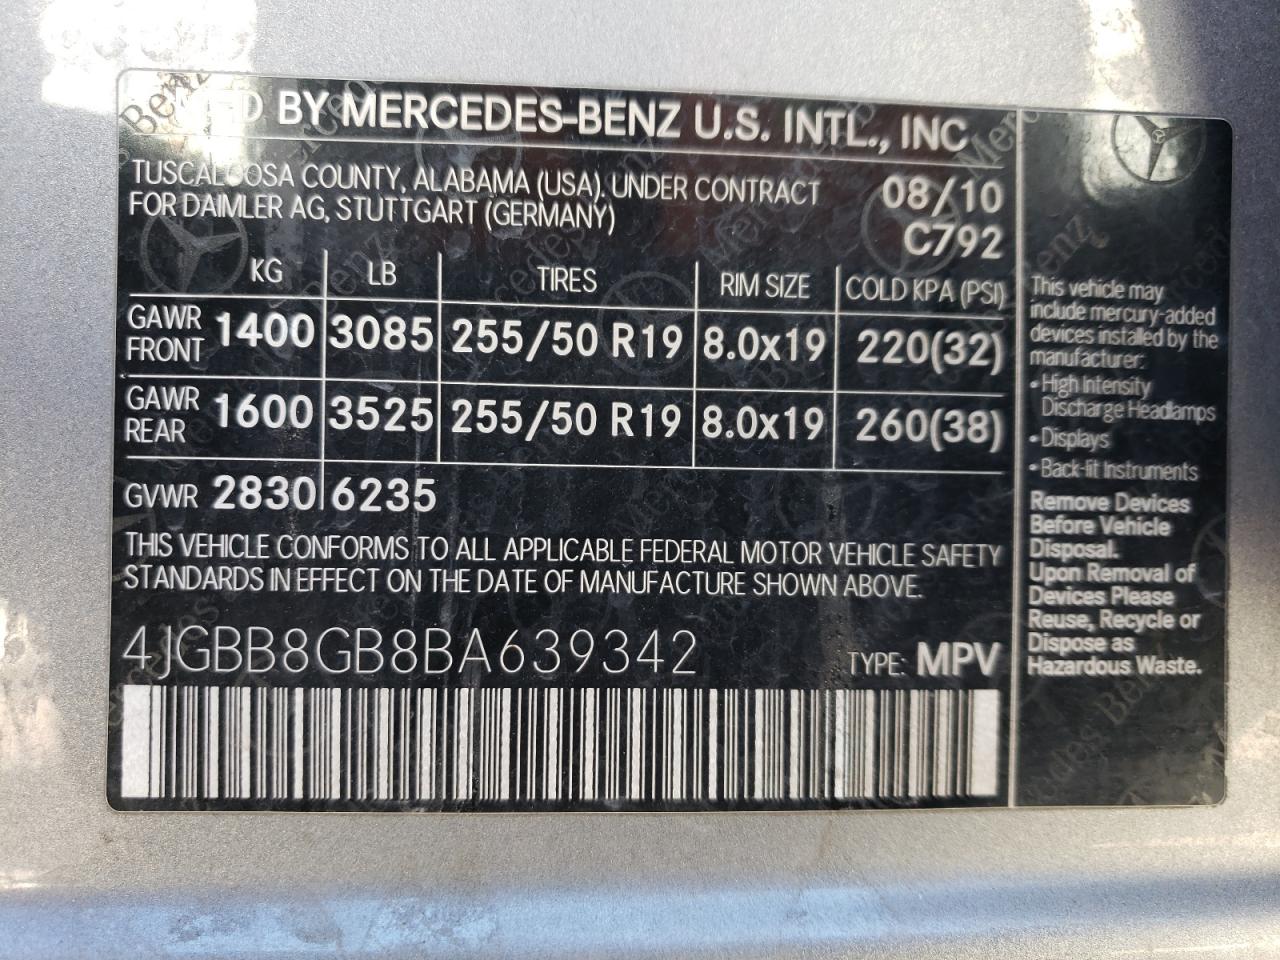 BY MERCEDES-BENZ U.S. INTL., INC
TUSCALOOSA COUNTY, ALABAMA (USA), UNDER CONTRACT
FOR DAIMLER AG, STUTTGART (GERMANY)
08/10
C792
KG LB TIRES RIM SIZE COLD KPA (PSI)
GAWR FRONT 1400 3085 255/50 R19 8.0x19 220(32)
GAWR REAR 1600 3525 255/50 R19 8.0x19 260(38)
GVWR 2830 6235
THIS VEHICLE CONFORMS TO ALL APPLICABLE FEDERAL MOTOR VEHICLE SAFETY
STANDARDS IN EFFECT ON THE DATE OF MANUFACTURE SHOWN ABOVE.
4JGBB8GB8BA639342
TYPE: MPV
This vehicle may
include mercury-added
devices installed by the
manufacturer:
• High Intensity
Discharge Headlamps
• Displays
• Back-lit Instruments
Remove Devices
Before Vehicle
Disposal.
Upon Removal of
Devices Please
Reuse, Recycle or
Dispose as
Hazardous Waste.